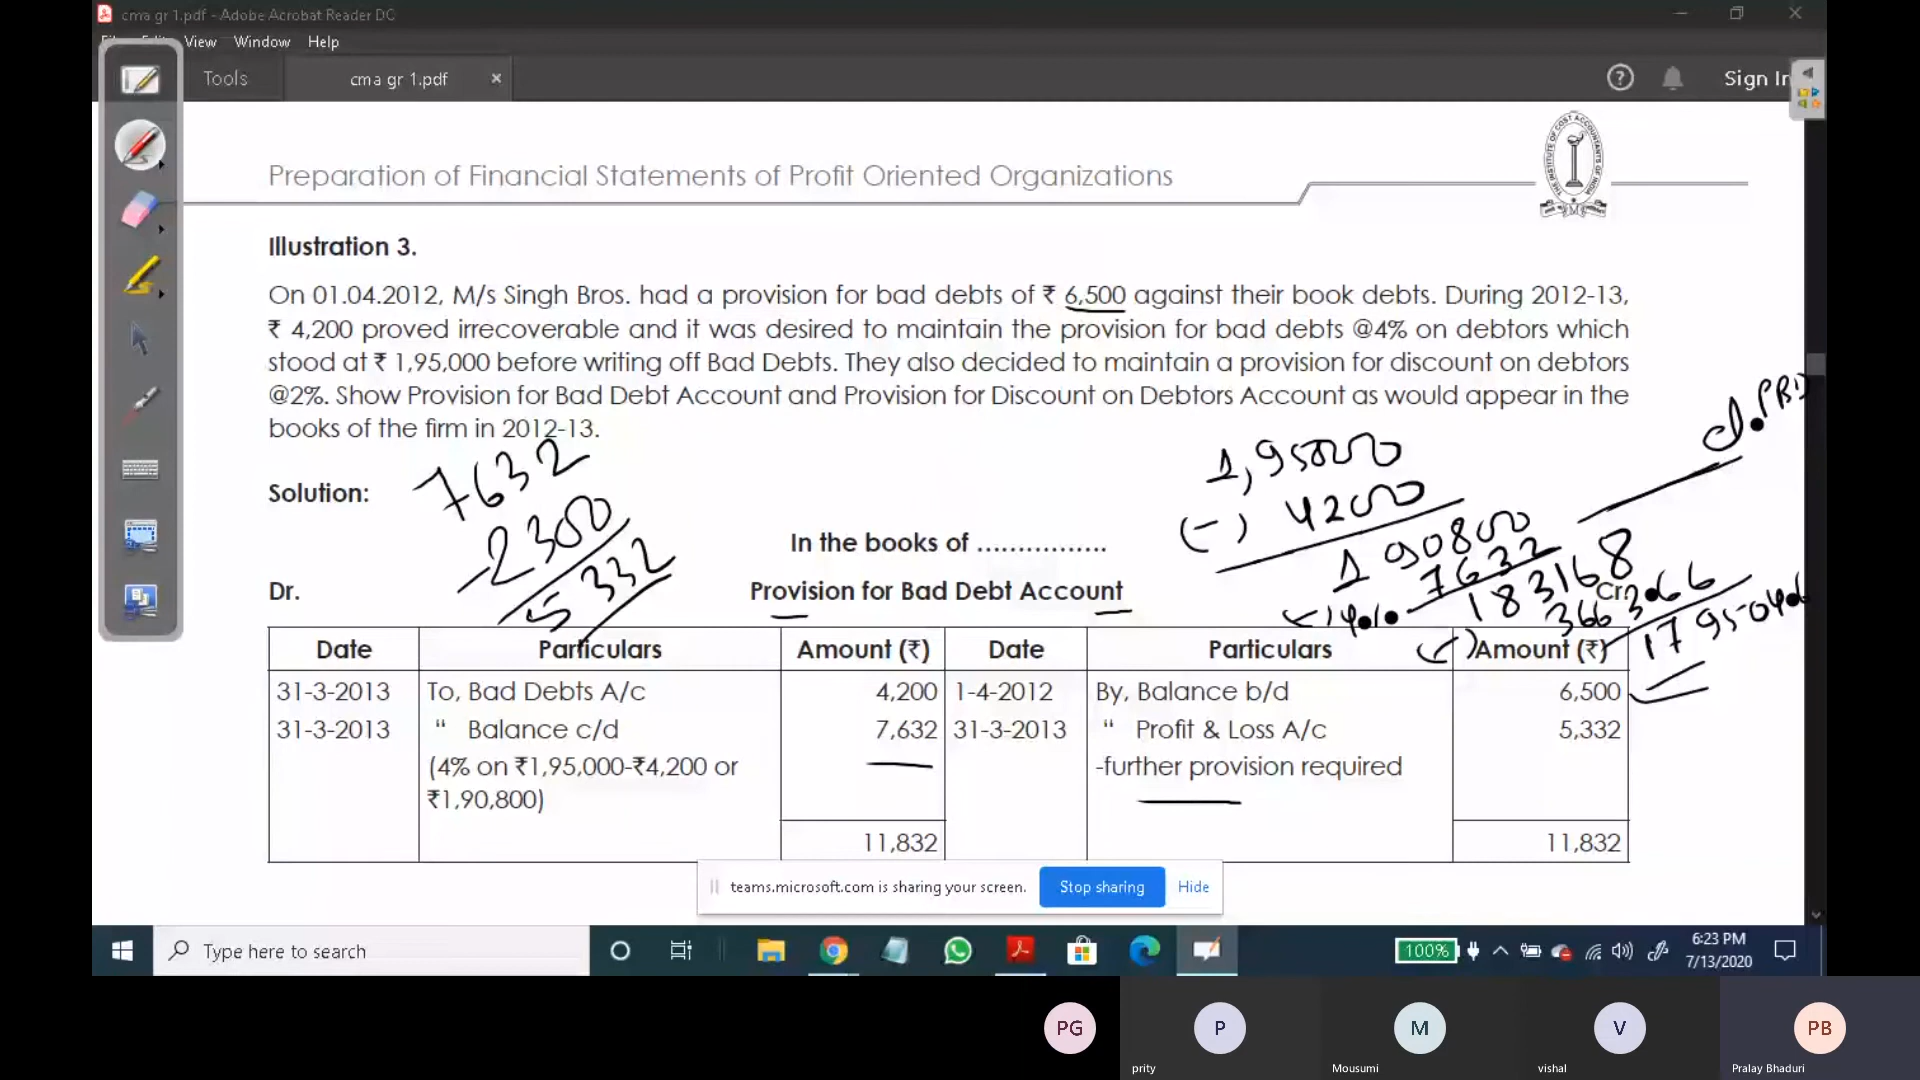 cma gr 1.pdf - Adobe Acrobat Reader DC
View Window Help
Tools cma gr 1.pdf × Sign In
Preparation of Financial Statements of Profit Oriented Organizations
THE INSTITUTE OF COST ACCOUNTANTS OF INDIA
Illustration 3.
On 01.04.2012, M/s Singh Bros. had a provision for bad debts of ₹ 6,500 against their book debts. During 2012-13,
₹ 4,200 proved irrecoverable and it was desired to maintain the provision for bad debts @4% on debtors which
stood at ₹ 1,95,000 before writing off Bad Debts. They also decided to maintain a provision for discount on debtors
@2%. Show Provision for Bad Debt Account and Provision for Discount on Debtors Account as would appear in the
books of the firm in 2012-13.
Solution:
7632
-2300
5332
1,95000
(-) 4200
190800
7632
183168
3663.66
In the books of ................
Dr. Provision for Bad Debt Account Cr.
Date Particulars Amount (₹) Date Particulars Amount (₹)
31-3-2013 To, Bad Debts A/c 4,200 1-4-2012 By, Balance b/d 6,500
31-3-2013 “ Balance c/d 7,632 31-3-2013 “ Profit & Loss A/c 5,332
(4% on ₹1,95,000-₹4,200 or -further provision required
₹1,90,800)
11,832 11,832
teams.microsoft.com is sharing your screen. Stop sharing Hide
Type here to search
100%
6:23 PM
7/13/2020
PG P M V PB
prity Mousumi vishal Pralay Bhaduri